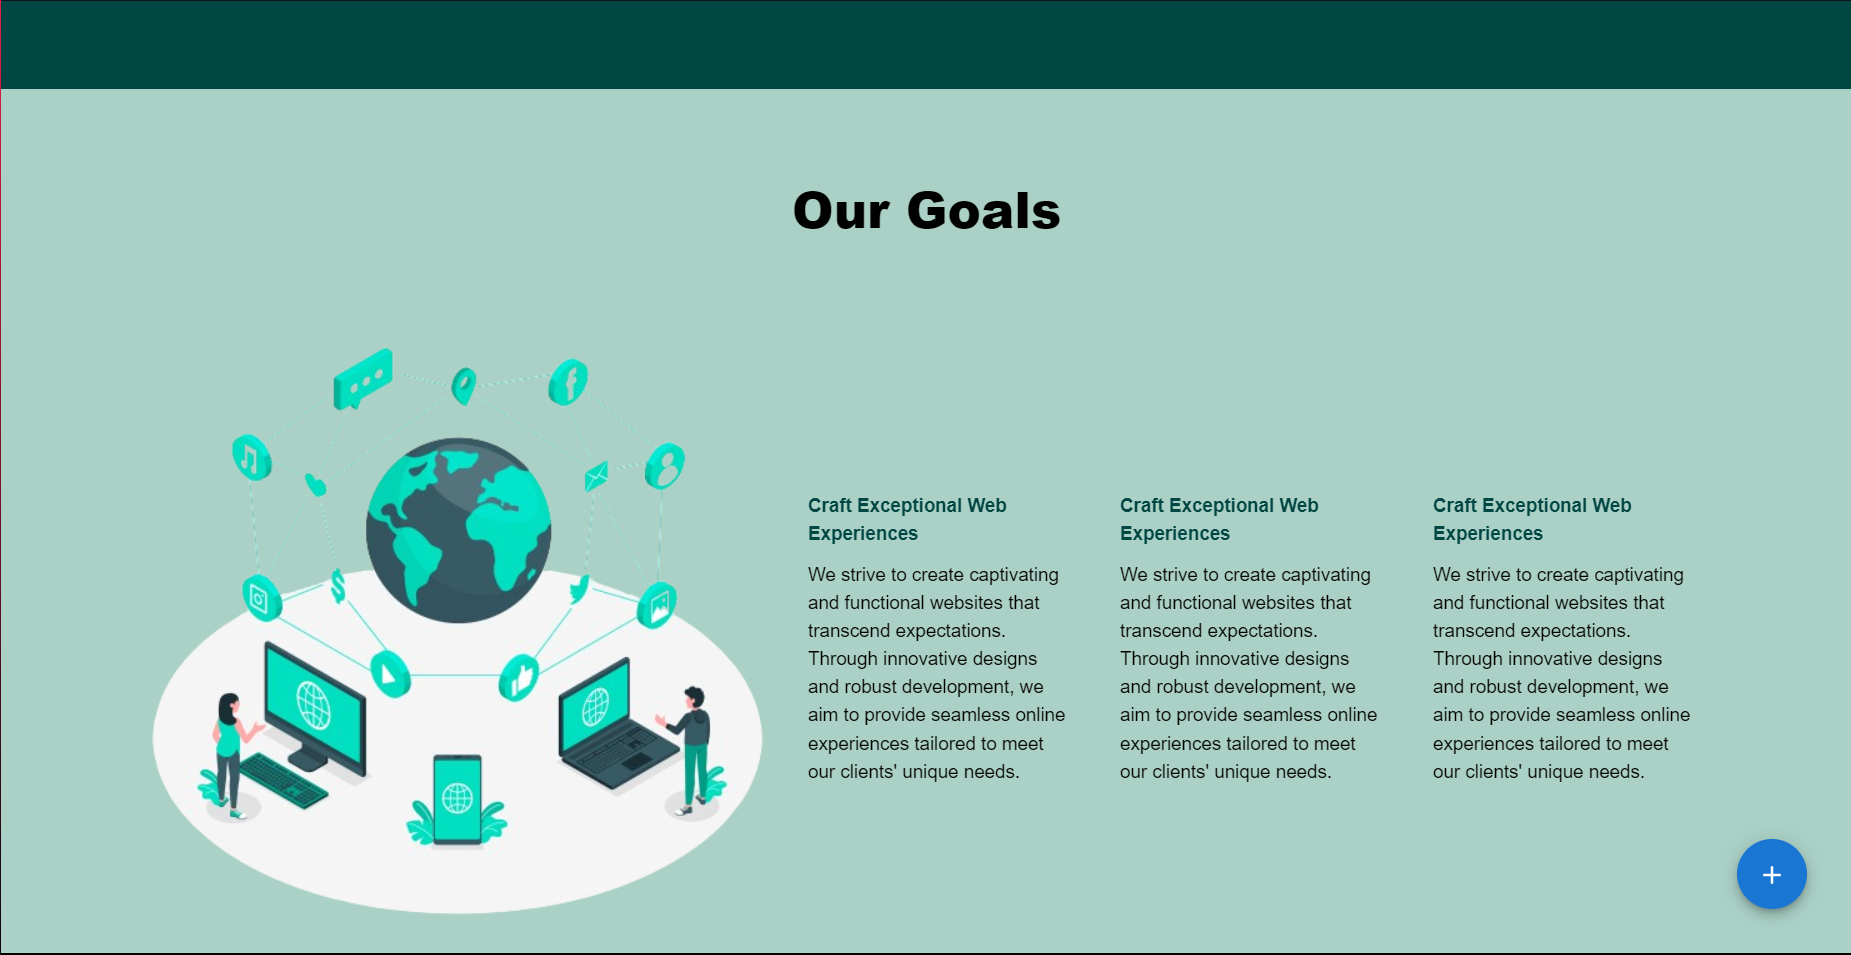 Our Goals
Craft Exceptional Web
Experiences
We strive to create captivating
and functional websites that
transcend expectations.
Through innovative designs
and robust development, we
aim to provide seamless online
experiences tailored to meet
our clients' unique needs.
Craft Exceptional Web
Experiences
We strive to create captivating
and functional websites that
transcend expectations.
Through innovative designs
and robust development, we
aim to provide seamless online
experiences tailored to meet
our clients' unique needs.
Craft Exceptional Web
Experiences
We strive to create captivating
and functional websites that
transcend expectations.
Through innovative designs
and robust development, we
aim to provide seamless online
experiences tailored to meet
our clients' unique needs.